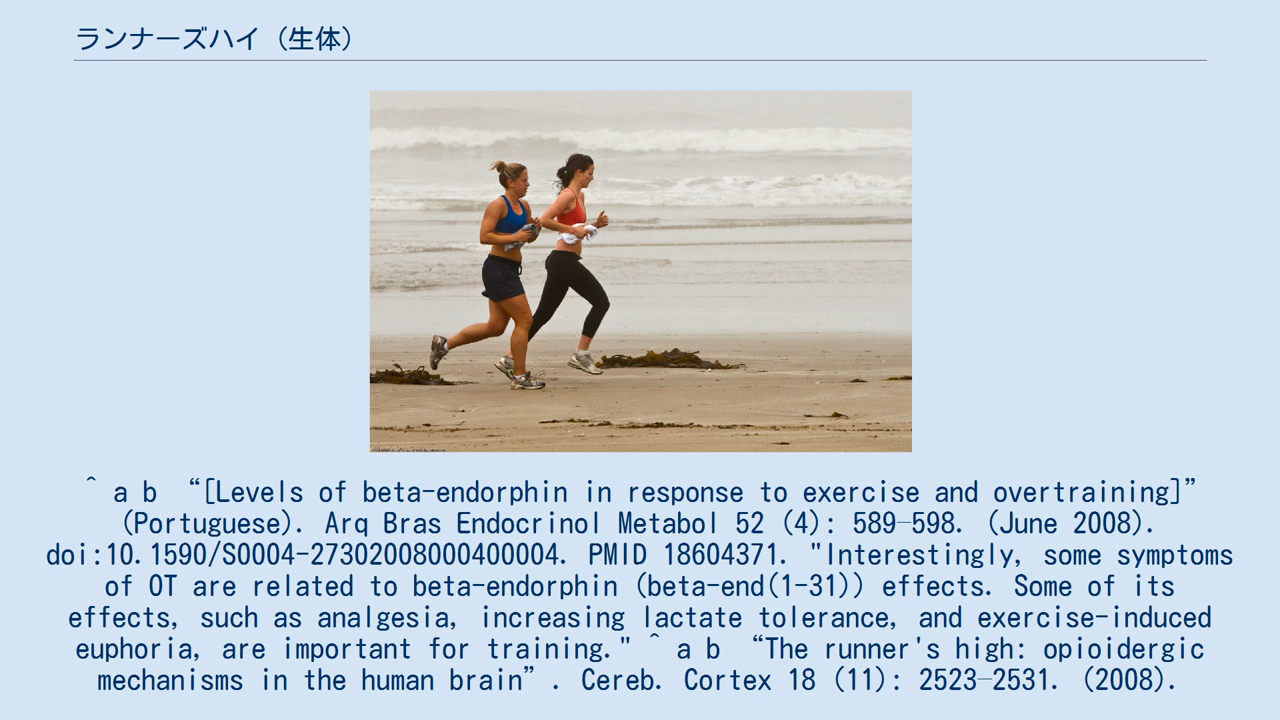 ランナーズハイ（生体）
^ a b “[Levels of beta-endorphin in response to exercise and overtraining]”
(Portuguese). Arq Bras Endocrinol Metabol 52 (4): 589–598. (June 2008).
doi:10.1590/S0004-27302008000400004. PMID 18604371. "Interestingly, some symptoms
of OT are related to beta-endorphin (beta-end(1-31)) effects. Some of its
effects, such as analgesia, increasing lactate tolerance, and exercise-induced
euphoria, are important for training." ^ a b “The runner's high: opioidergic
mechanisms in the human brain”. Cereb. Cortex 18 (11): 2523–2531. (2008).